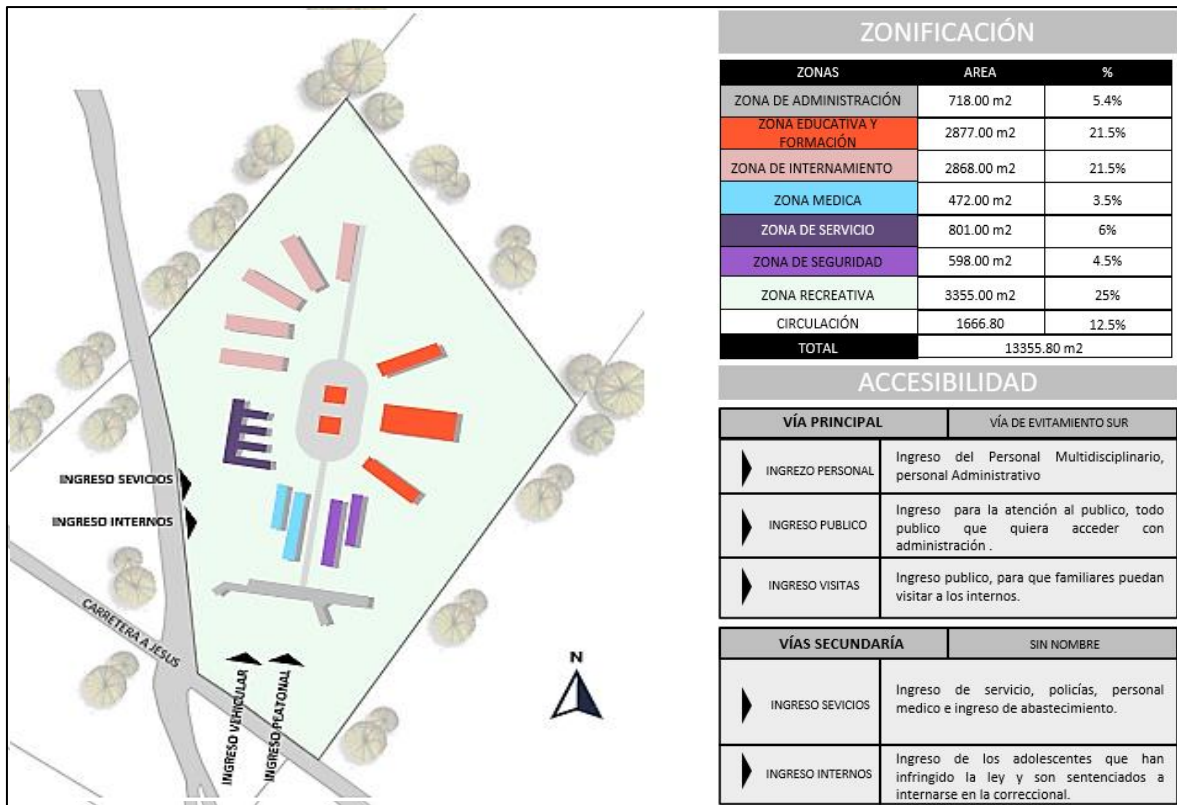 INGRESO SEVICIOS
INGRESO INTERNOS
CARRETERA A JESUS
INGRESO VEHICULAR
INGRESO PEATONAL
N
ZONIFICACIÓN
ZONAS AREA %
ZONA DE ADMINISTRACIÓN 718.00 m2 5.4%
ZONA EDUCATIVA Y
FORMACIÓN 2877.00 m2 21.5%
ZONA DE INTERNAMIENTO 2868.00 m2 21.5%
ZONA MEDICA 472.00 m2 3.5%
ZONA DE SERVICIO 801.00 m2 6%
ZONA DE SEGURIDAD 598.00 m2 4.5%
ZONA RECREATIVA 3355.00 m2 25%
CIRCULACIÓN 1666.80 12.5%
TOTAL 13355.80 m2
ACCESIBILIDAD
VÍA PRINCIPAL VÍA DE EVITAMIENTO SUR
INGREZO PERSONAL
Ingreso del Personal Multidisciplinario,
personal Administrativo
INGRESO PUBLICO
Ingreso para la atención al publico, todo
publico que quiera acceder con
administración .
INGRESO VISITAS
Ingreso publico, para que familiares puedan
visitar a los internos.
VÍAS SECUNDARÍA SIN NOMBRE
INGRESO SEVICIOS
Ingreso de servicio, policías, personal
medico e ingreso de abastecimiento.
INGRESO INTERNOS
Ingreso de los adolescentes que han
infringido la ley y son sentenciados a
internarse en la correccional.